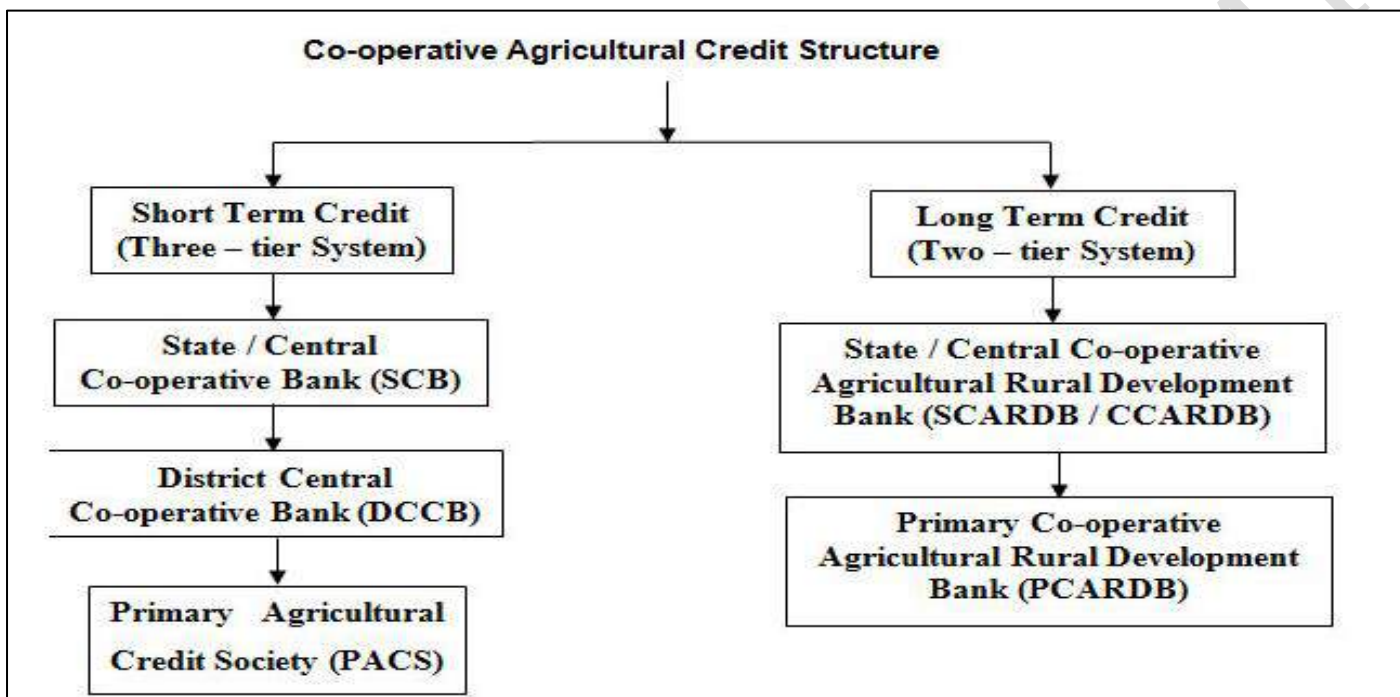 Co-operative Agricultural Credit Structure
Short Term Credit
(Three – tier System)
State / Central
Co-operative Bank (SCB)
District Central
Co-operative Bank (DCCB)
Primary Agricultural
Credit Society (PACS)
Long Term Credit
(Two – tier System)
State / Central Co-operative
Agricultural Rural Development
Bank (SCARDB / CCARDB)
Primary Co-operative
Agricultural Rural Development
Bank (PCARDB)